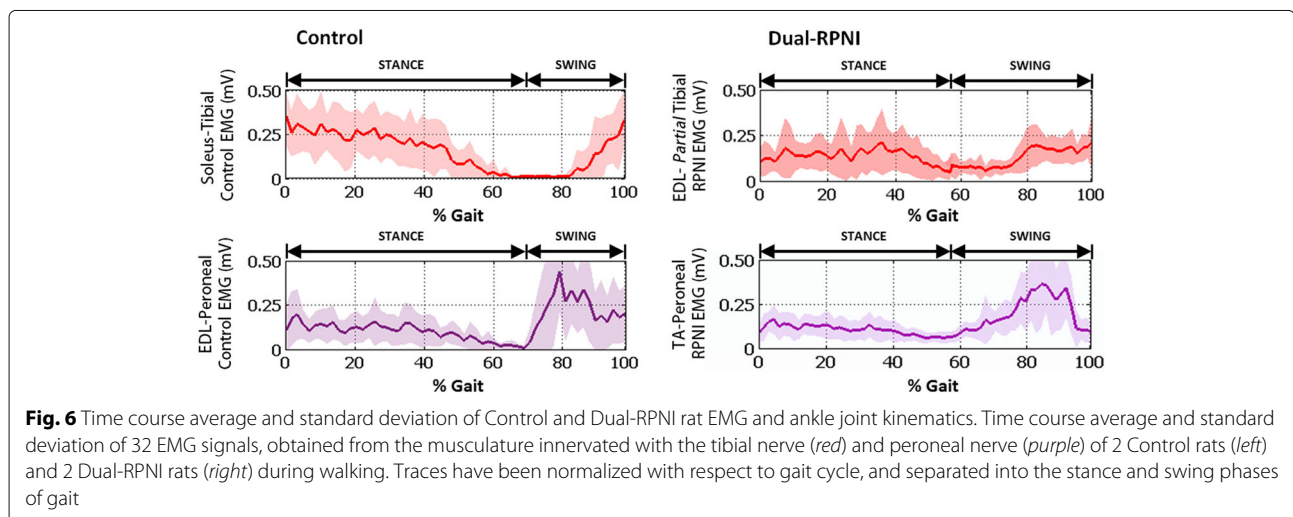 Control
Dual-RPNI
STANCE
SWING
Soleus-Tibial
Control EMG (mV)
0.50
0.25
0
0
20
40
60
80
100
% Gait
STANCE
SWING
EDL- Partial Tibial
RPNI EMG (mV)
0.50
0.25
0
0
20
40
60
80
100
% Gait
STANCE
SWING
EDL-Peroneal
Control EMG (mV)
0.50
0.25
0
0
20
40
60
80
100
% Gait
STANCE
SWING
TA-Peroneal
RPNI EMG (mV)
0.50
0.25
0
0
20
40
60
80
100
% Gait
Fig. 6 Time course average and standard deviation of Control and Dual-RPNI rat EMG and ankle joint kinematics. Time course average and standard
deviation of 32 EMG signals, obtained from the musculature innervated with the tibial nerve (red) and peroneal nerve (purple) of 2 Control rats (left)
and 2 Dual-RPNI rats (right) during walking. Traces have been normalized with respect to gait cycle, and separated into the stance and swing phases
of gait